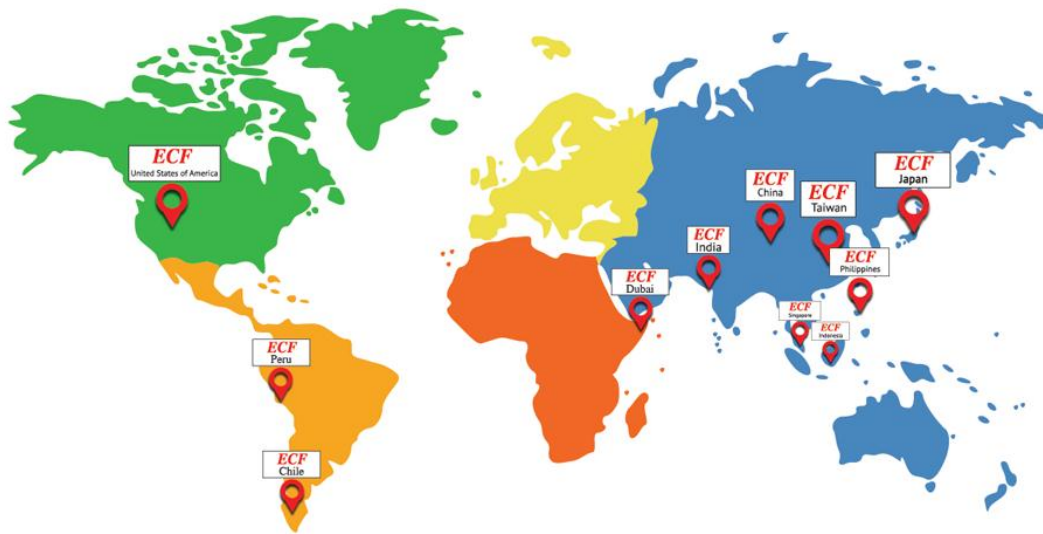 ECF
United States of America
ECF
China
ECF
Taiwan
ECF
Japan
ECF
India
ECF
Philippines
ECF
Dubai
ECF
Singapore
ECF
Indonesia
ECF
Peru
ECF
Chile